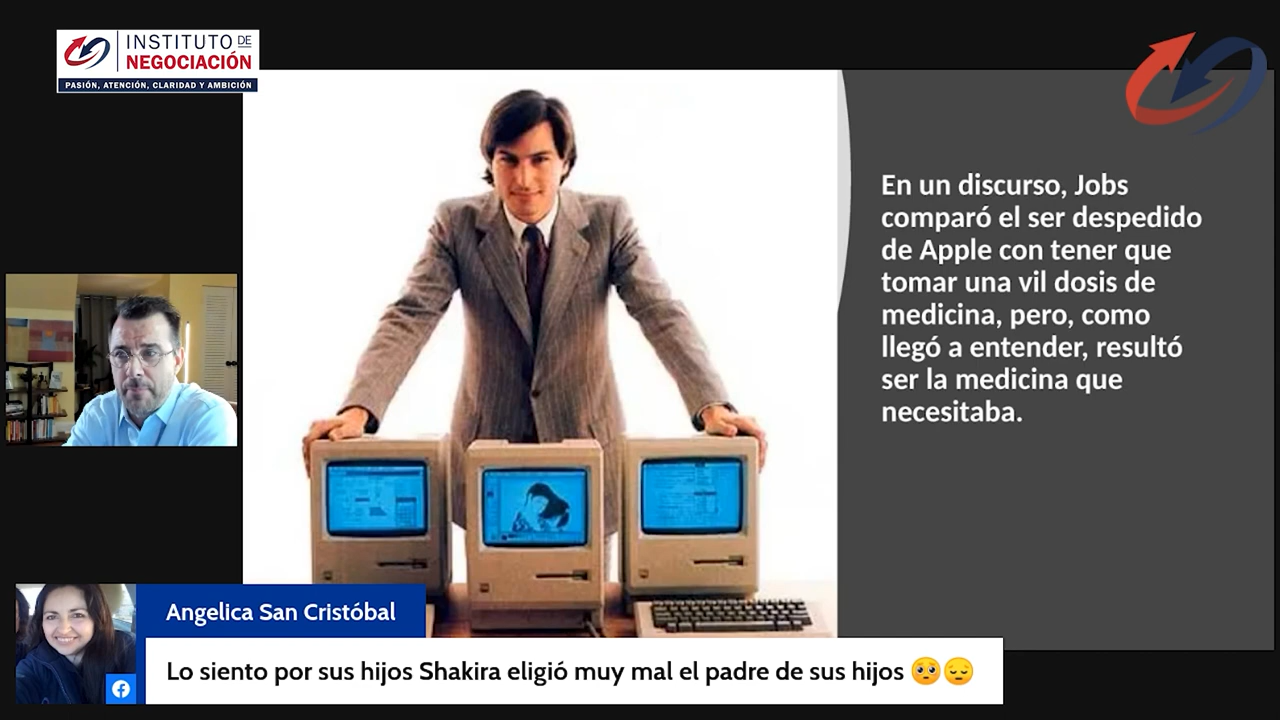 INSTITUTO DE
NEGOCIACIÓN
PASIÓN, ATENCIÓN, CLARIDAD Y AMBICIÓN
En un discurso, Jobs
comparó el ser despedido
de Apple con tener que
tomar una vil dosis de
medicina, pero, como
llegó a entender, resultó
ser la medicina que
necesitaba.
Angelica San Cristóbal
Lo siento por sus hijos Shakira eligió muy mal el padre de sus hijos 🥺😔